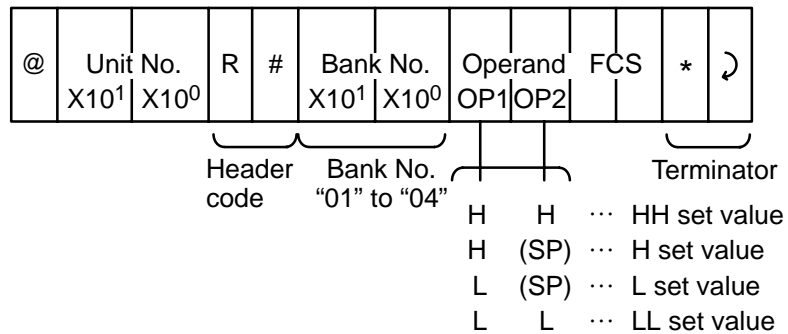 @ Unit No. R # Bank No. Operand FCS * ⤸
X10¹ X10⁰ X10¹ X10⁰ OP1 OP2
Header Bank No. Terminator
code “01” to “04”
H H ··· HH set value
H (SP) ··· H set value
L (SP) ··· L set value
L L ··· LL set value